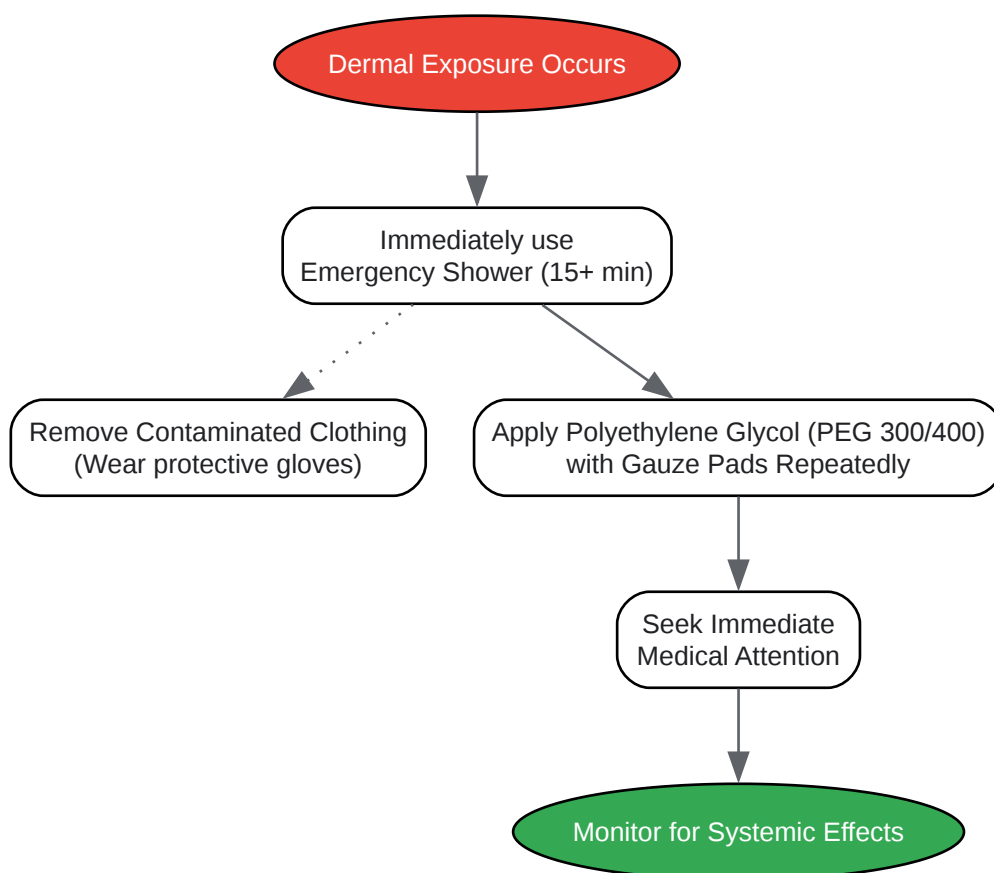 Dermal Exposure Occurs
Immediately use
Emergency Shower (15+ min)
Remove Contaminated Clothing
(Wear protective gloves)
Apply Polyethylene Glycol (PEG 300/400)
with Gauze Pads Repeatedly
Seek Immediate
Medical Attention
Monitor for Systemic Effects